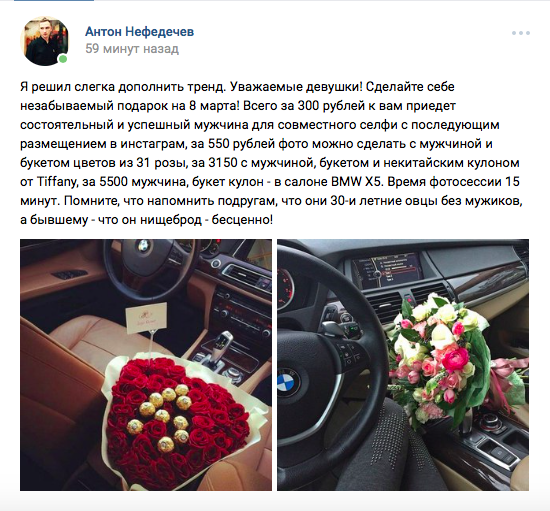 Антон Нефедечев
59 минут назад
Я решил слегка дополнить тренд. Уважаемые девушки! Сделайте себе
незабываемый подарок на 8 марта! Всего за 300 рублей к вам приедет
состоятельный и успешный мужчина для совместного селфи с последующим
размещением в инстаграм, за 550 рублей фото можно сделать с мужчиной и
букетом цветов из 31 розы, за 3150 с мужчиной, букетом и некитайским кулоном
от Tiffany, за 5500 мужчина, букет кулон - в салоне BMW X5. Время фотосессии 15
минут. Помните, что напомнить подругам, что они 30-и летние овцы без мужиков,
а бывшему - что он нищеброд - бесценно!